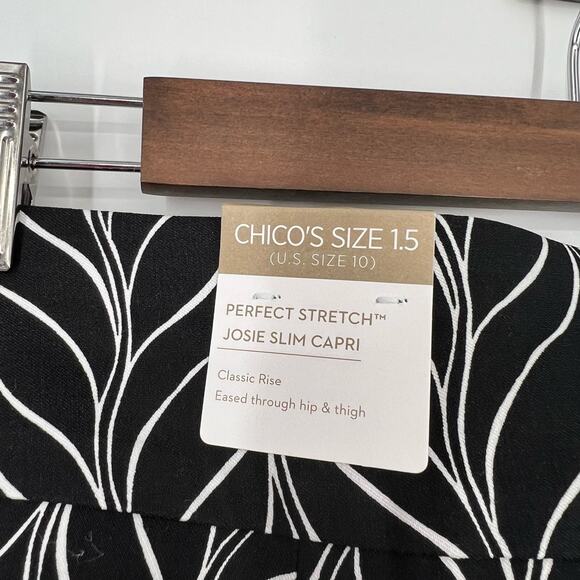 CHICO'S SIZE 1.5
(U.S. SIZE 10)
PERFECT STRETCH™
JOSIE SLIM CAPRI
Classic Rise
Eased through hip & thigh